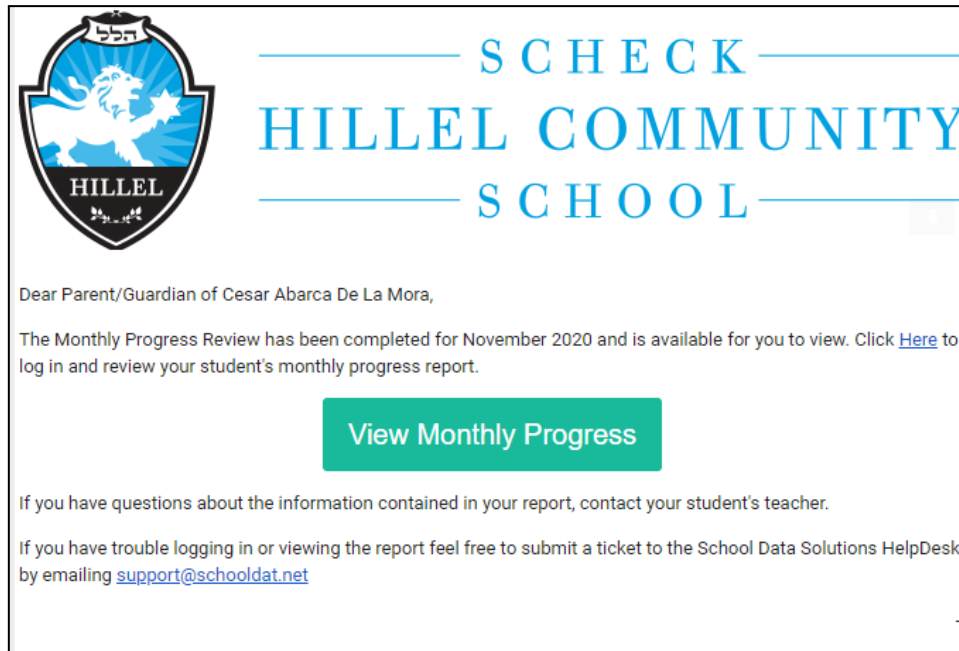 הלל
HILLEL
SCHECK
HILLEL COMMUNITY
SCHOOL
Dear Parent/Guardian of Cesar Abarca De La Mora,
The Monthly Progress Review has been completed for November 2020 and is available for you to view. Click Here to
log in and review your student's monthly progress report.
View Monthly Progress
If you have questions about the information contained in your report, contact your student's teacher.
If you have trouble logging in or viewing the report feel free to submit a ticket to the School Data Solutions HelpDesk
by emailing support@schooldat.net